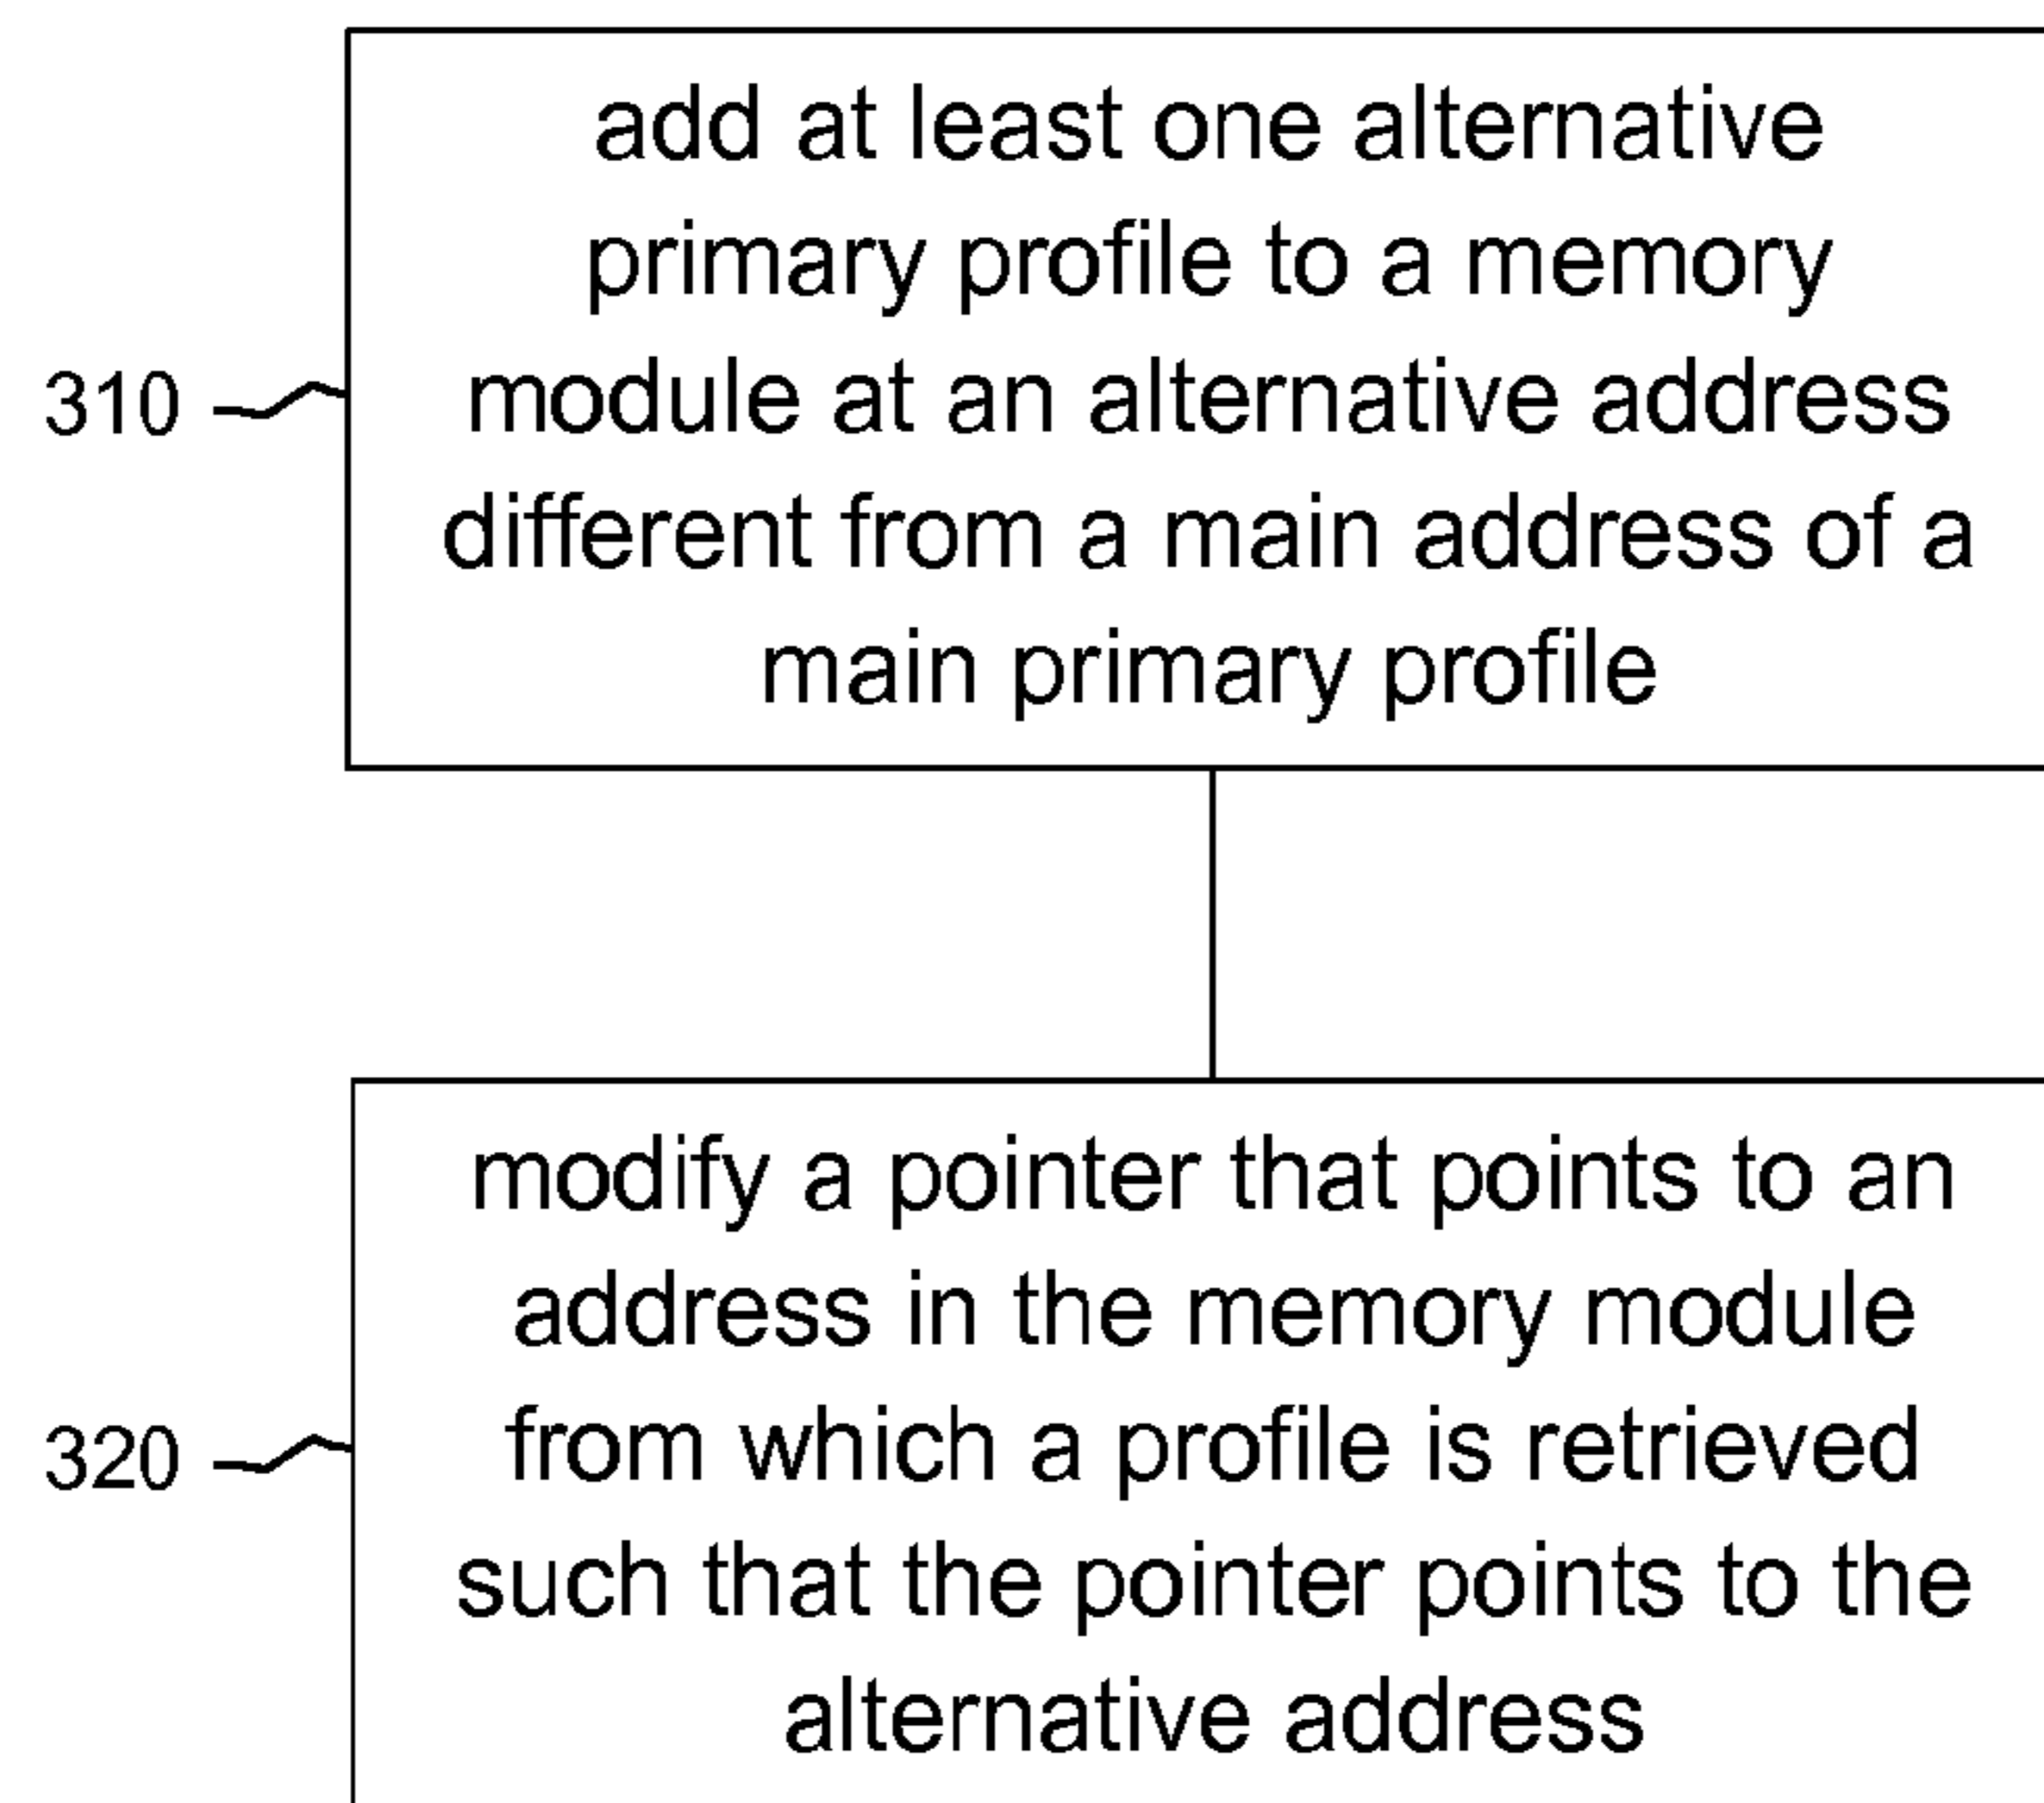 add at least one alternative
primary profile to a memory
310 module at an alternative address
different from a main address of a
main primary profile
modify a pointer that points to an
address in the memory module
320 from which a profile is retrieved
such that the pointer points to the
alternative address